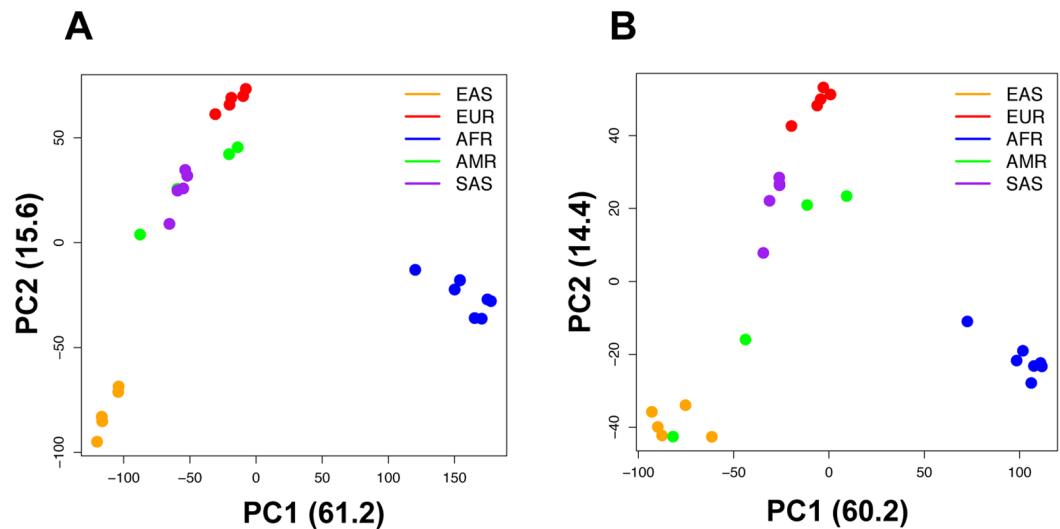 A
EAS
EUR
AFR
AMR
SAS
50
0
−50
−100
PC2 (15.6)
−100
−50
0
50
100
150
PC1 (61.2)
B
EAS
EUR
AFR
AMR
SAS
40
20
0
−20
−40
PC2 (14.4)
−100
−50
0
50
100
PC1 (60.2)